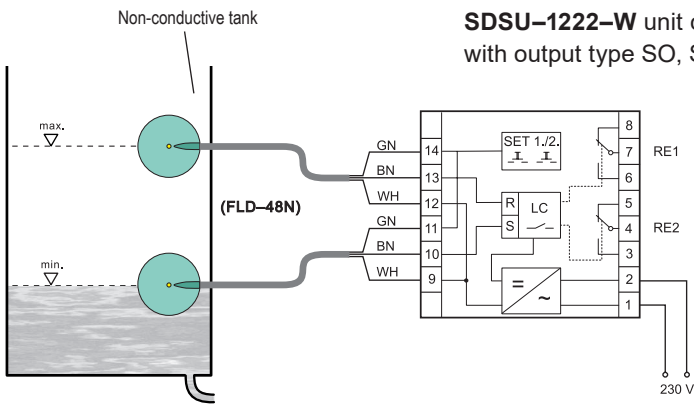 Non-conductive tank
SDSU–1222–W unit
with output type SO,
max.
min.
(FLD–48N)
GN
BN
WH
GN
BN
WH
14
13
12
11
10
9
SET 1./2.
R
S
LC
=
~
8
7
6
5
4
3
2
1
RE1
RE2
230 V